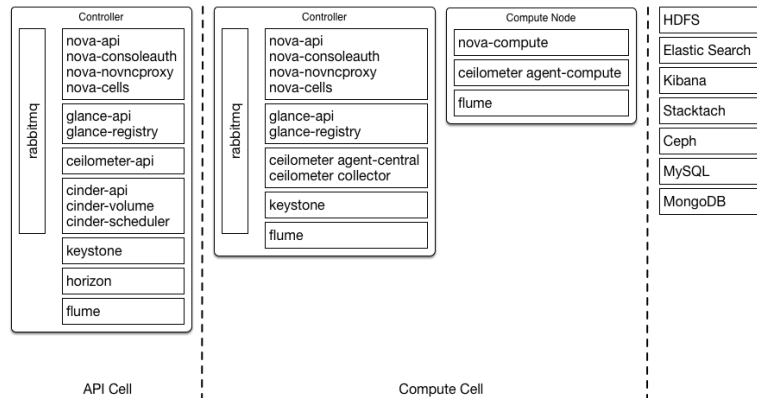 Controller
rabbitmq
nova-api
nova-consoleauth
nova-novncproxy
nova-cells
glance-api
glance-registry
ceilometer-api
cinder-api
cinder-volume
cinder-scheduler
keystone
horizon
flume
API Cell
Controller
rabbitmq
nova-api
nova-consoleauth
nova-novncproxy
nova-cells
glance-api
glance-registry
ceilometer agent-central
ceilometer collector
keystone
flume
Compute Node
nova-compute
ceilometer agent-compute
flume
Compute Cell
HDFS
Elastic Search
Kibana
Stacktach
Ceph
MySQL
MongoDB